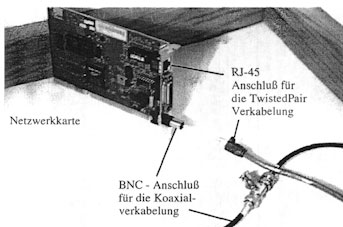 RJ-45
Anschluß für
die TwistedPair
Verkabelung
Netzwerkkarte
BNC - Anschluß
für die Koaxial-
verkabelung